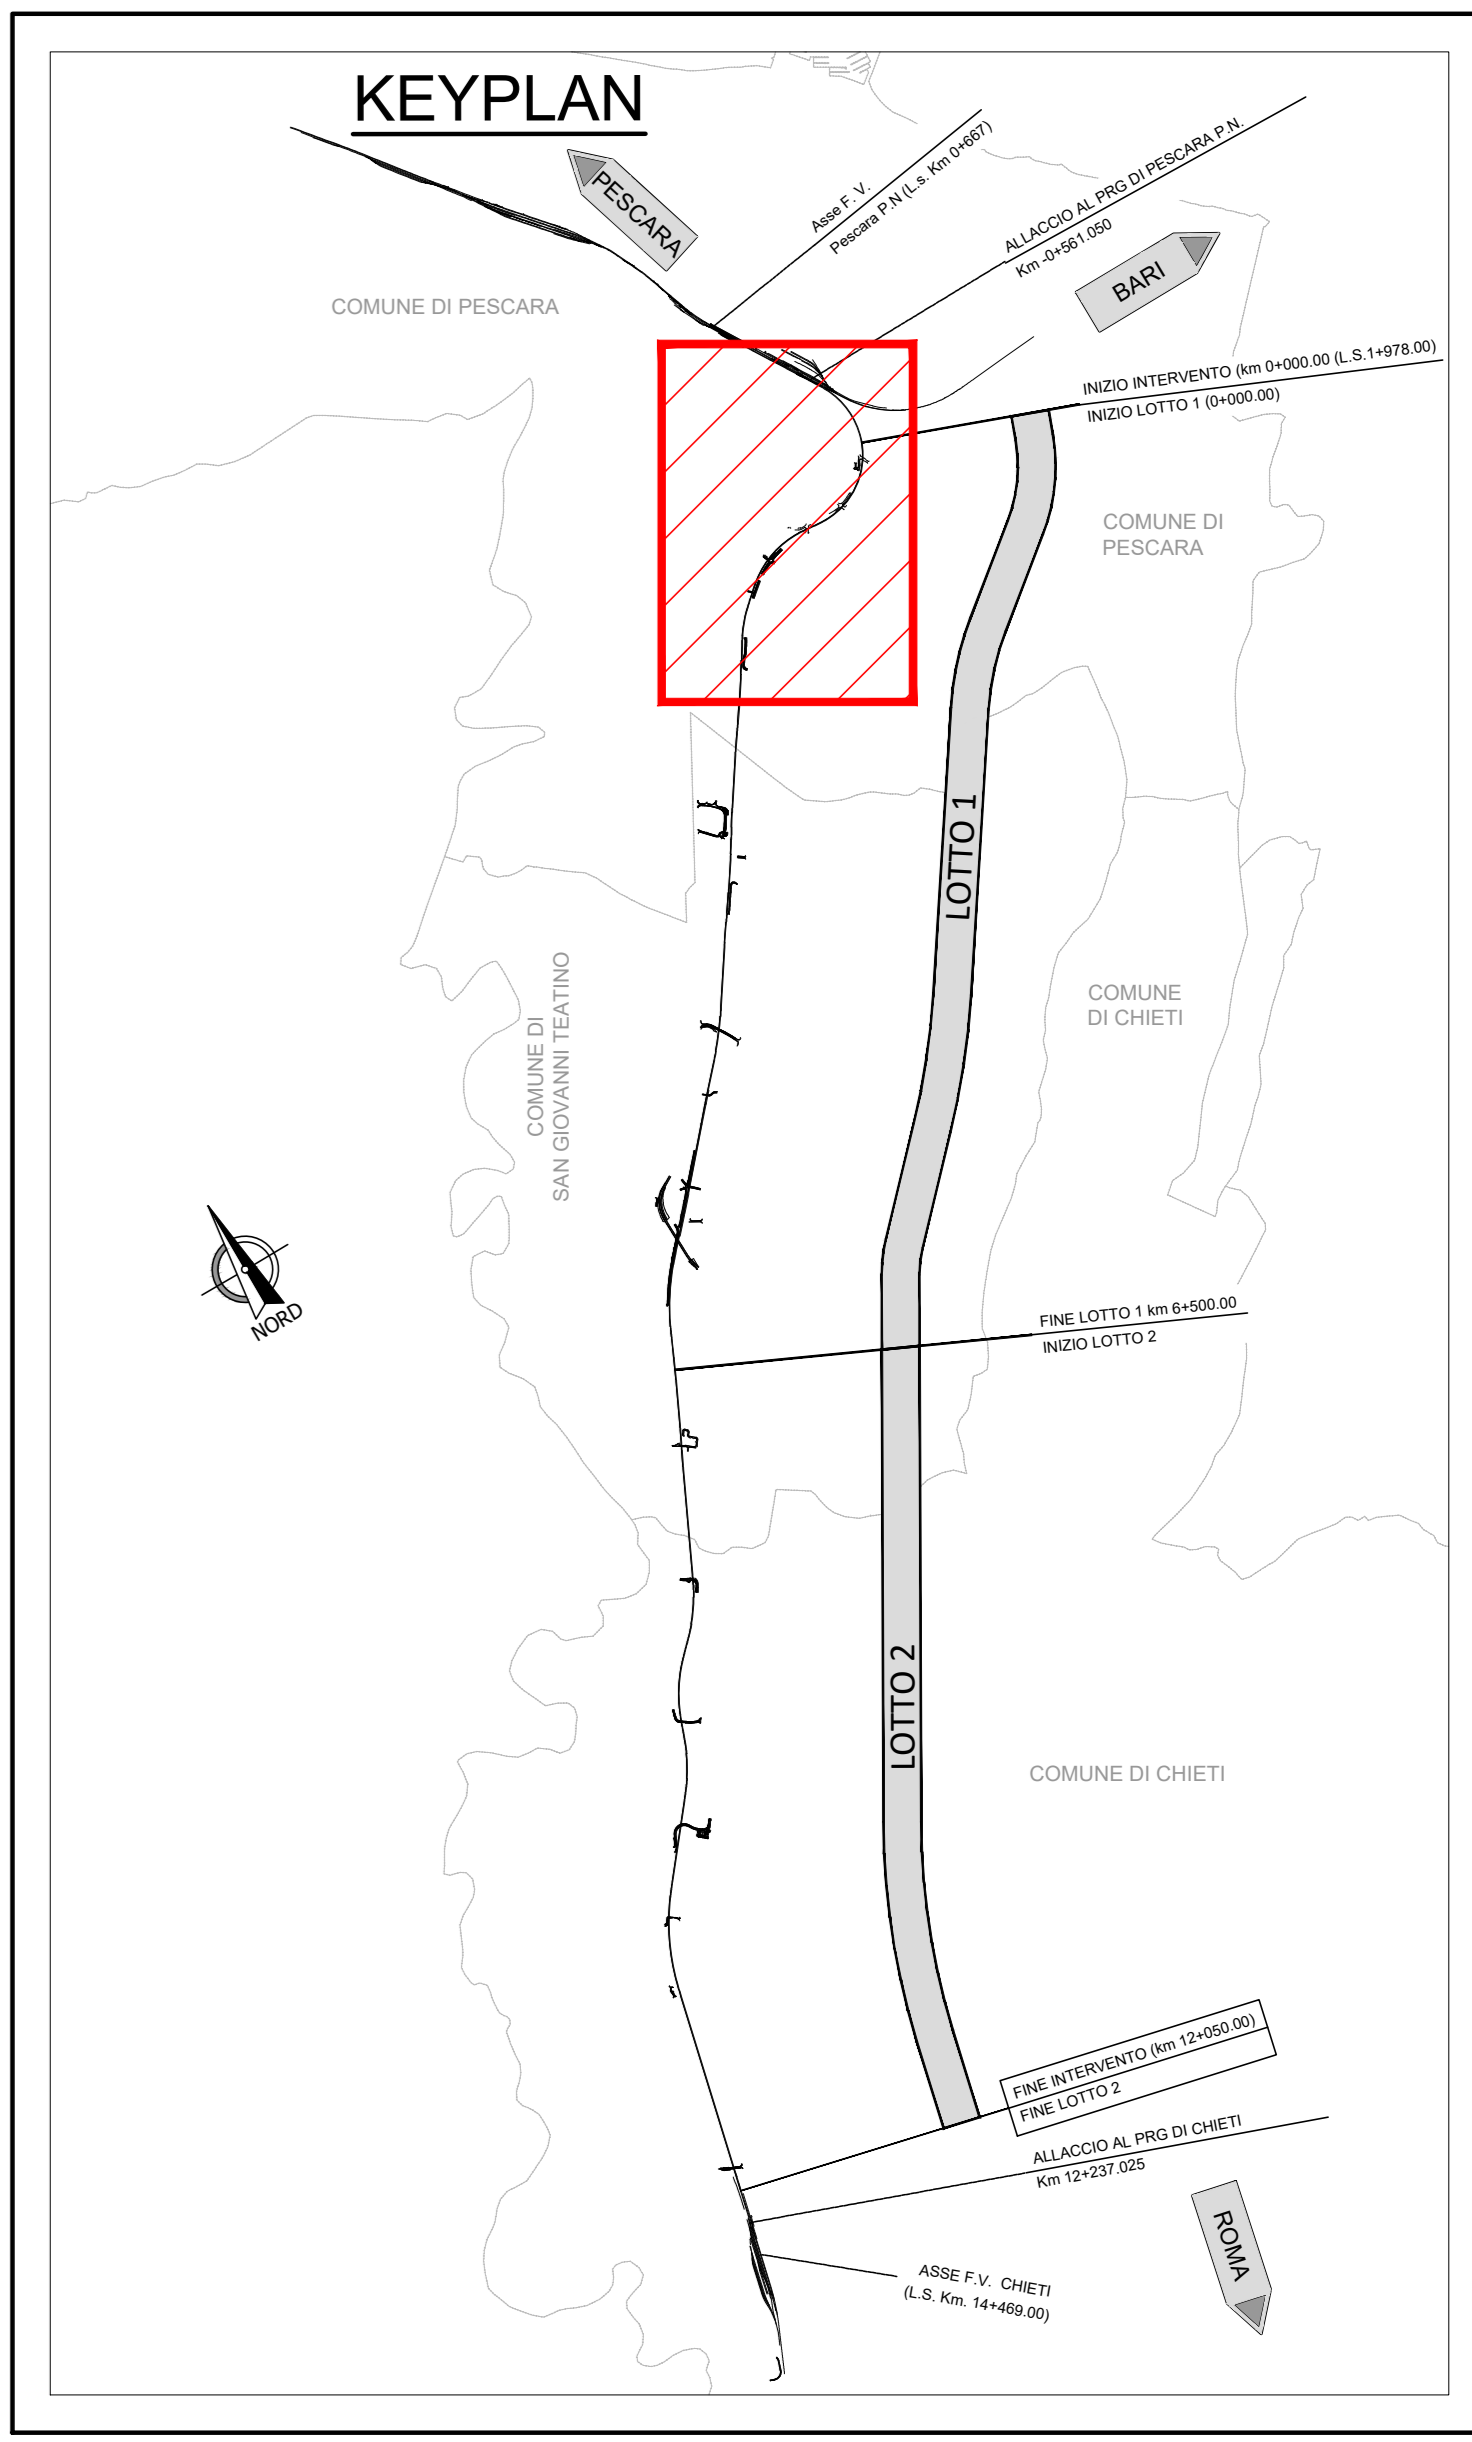 KEYPLAN
PESCARA
Asse F. V.
Pescara P.N (L.s. Km 0+667)
ALLACCIO AL PRG DI PESCARA P.N.
Km -0+561.050
BARI
COMUNE DI PESCARA
INIZIO INTERVENTO (km 0+000.00 (L.S.1+978.00)
INIZIO LOTTO 1 (0+000.00)
COMUNE DI
PESCARA
LOTTO 1
COMUNE DI
SAN GIOVANNI TEATINO
COMUNE
DI CHIETI
NORD
FINE LOTTO 1 km 6+500.00
INIZIO LOTTO 2
LOTTO 2
COMUNE DI CHIETI
FINE INTERVENTO (km 12+050.00)
FINE LOTTO 2
ALLACCIO AL PRG DI CHIETI
Km 12+237.025
ROMA
ASSE F.V. CHIETI
(L.S. Km. 14+469.00)